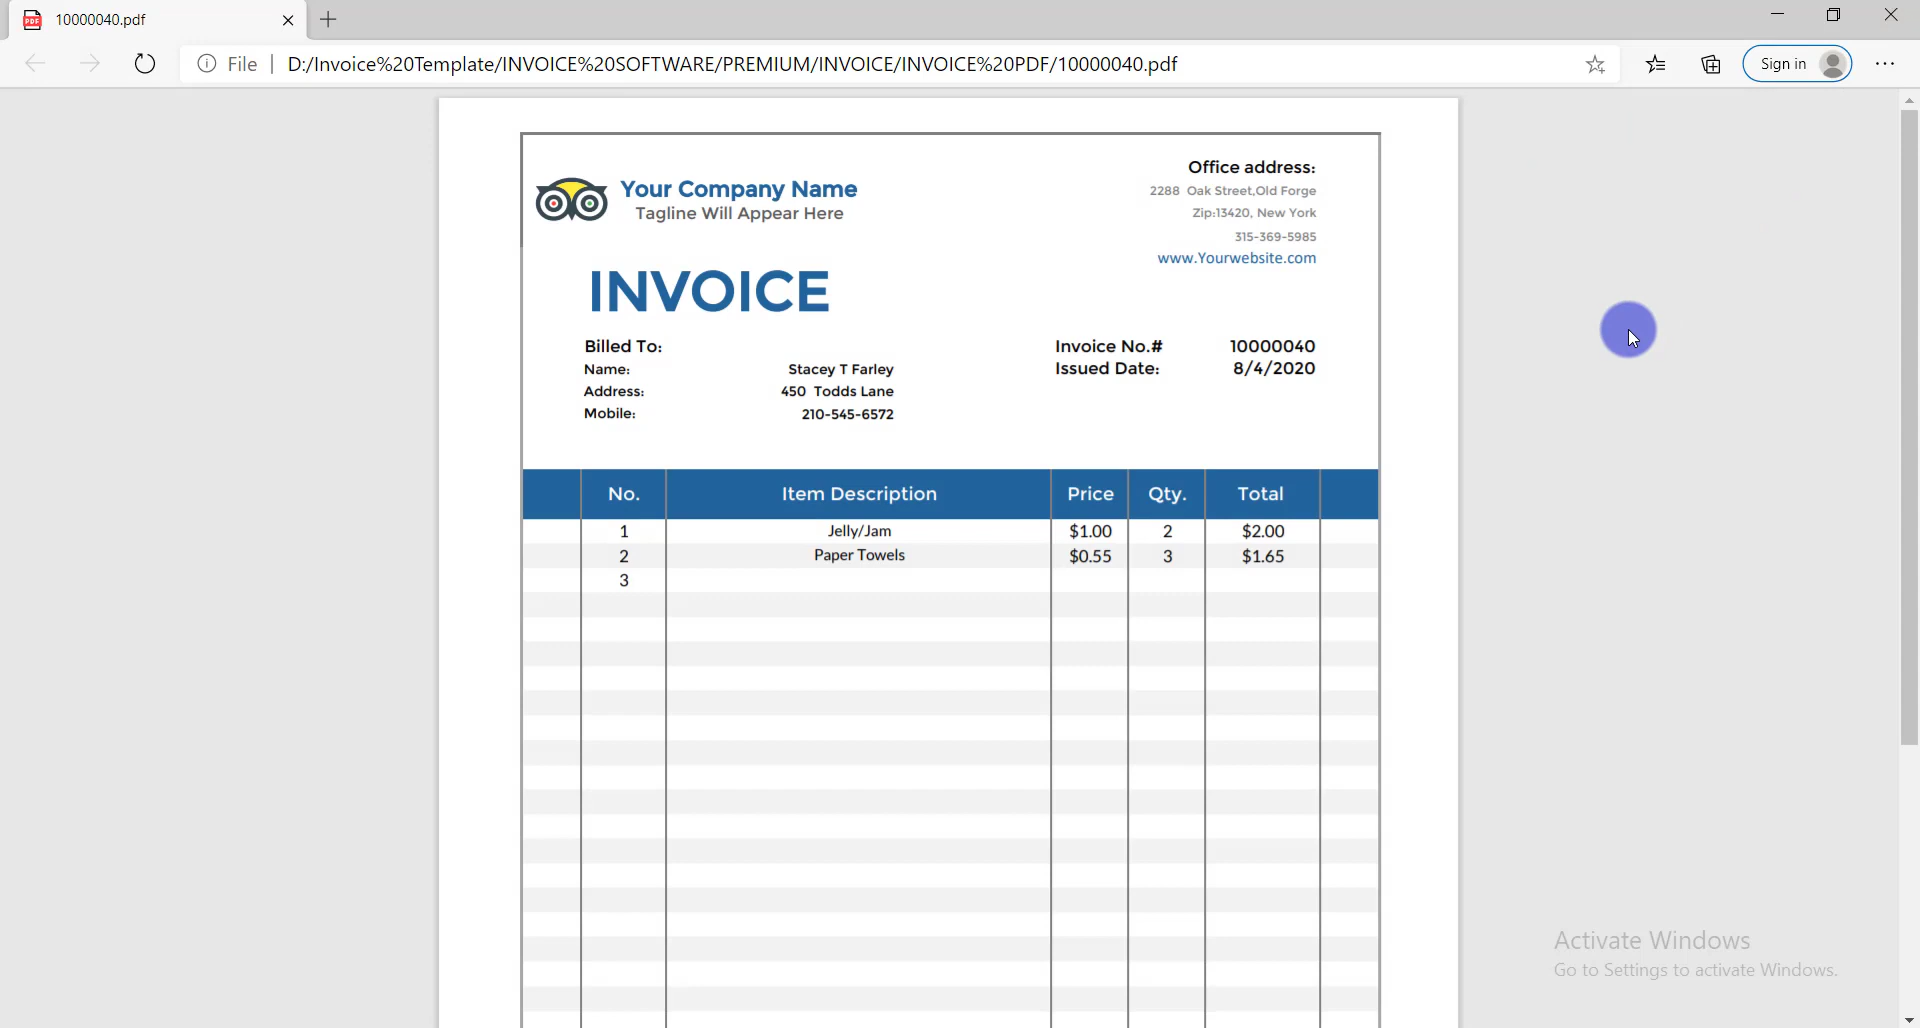 10000040.pdf
File | D:/Invoice%20Template/INVOICE%20SOFTWARE/PREMIUM/INVOICE/INVOICE%20PDF/10000040.pdf
Sign in
Your Company Name
Tagline Will Appear Here
Office address:
2288 Oak Street,Old Forge
Zip:13420, New York
315-369-5985
www.Yourwebsite.com
INVOICE
Billed To:
Name: Stacey T Farley
Address: 450 Todds Lane
Mobile: 210-545-6572
Invoice No.# 10000040
Issued Date: 8/4/2020
No. Item Description Price Qty. Total
1 Jelly/Jam $1.00 2 $2.00
2 Paper Towels $0.55 3 $1.65
3
Activate Windows
Go to Settings to activate Windows.